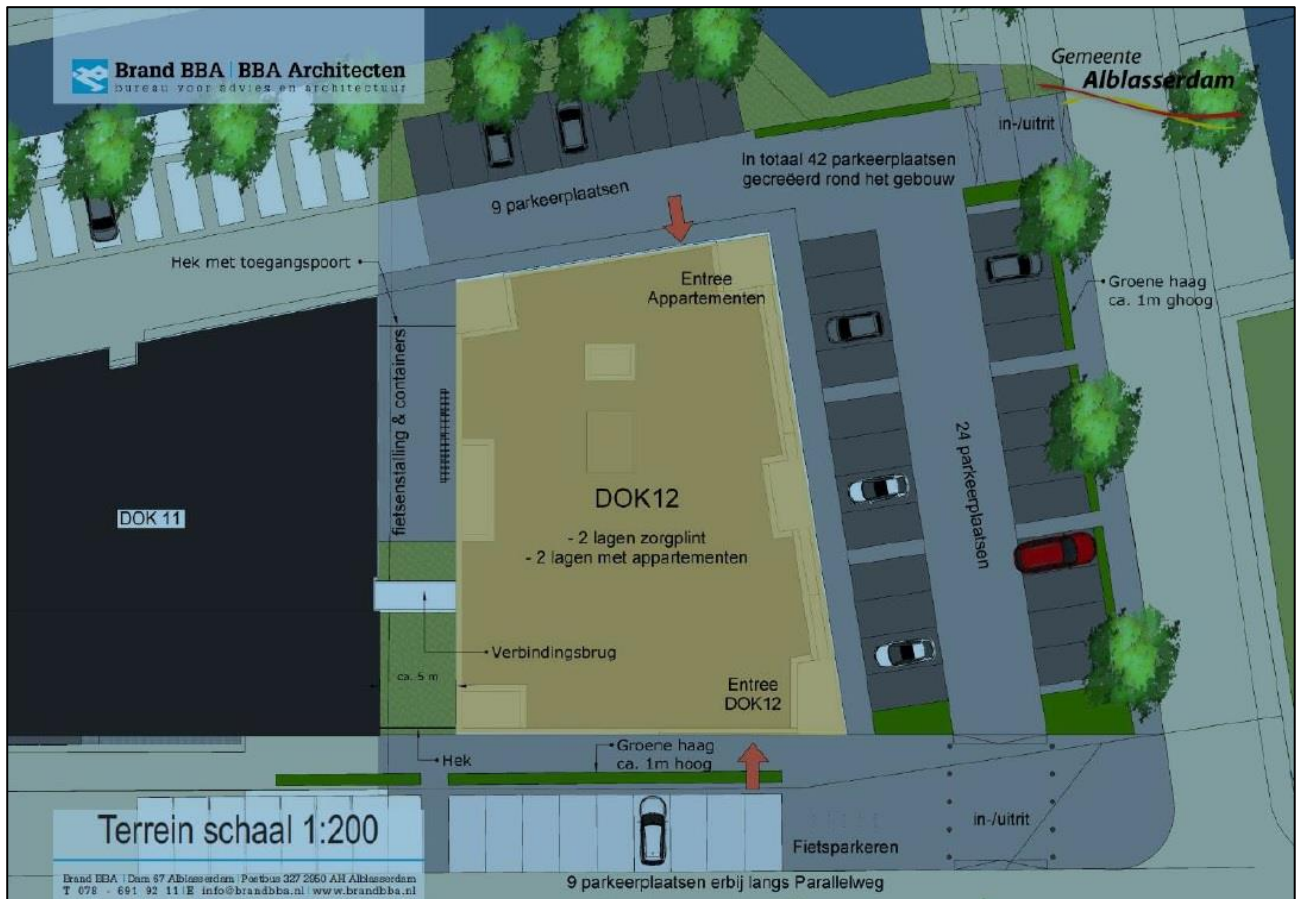 Brand BBA | BBA Architecten
bureau voor advies en architectuur
Gemeente
Alblasserdam
in-/uitrit
In totaal 42 parkeerplaatsen
gecreëerd rond het gebouw
9 parkeerplaatsen
Hek met toegangspoort
Entree
Appartementen
Groene haag
ca. 1m ghoog
fietsenstalling & containers
24 parkeerplaatsen
DOK 11
DOK12
- 2 lagen zorgplint
- 2 lagen met appartementen
Verbindingsbrug
ca. 5 m
Entree
DOK12
Hek
Groene haag
ca. 1m hoog
Terrein schaal 1:200
in-/uitrit
Fietsparkeren
Brand BBA | Dam 67 Alblasserdam | Postbus 327 2950 AH Alblasserdam
T 078 - 691 92 11 | E info@brandbba.nl | www.brandbba.nl
9 parkeerplaatsen erbij langs Parallelweg